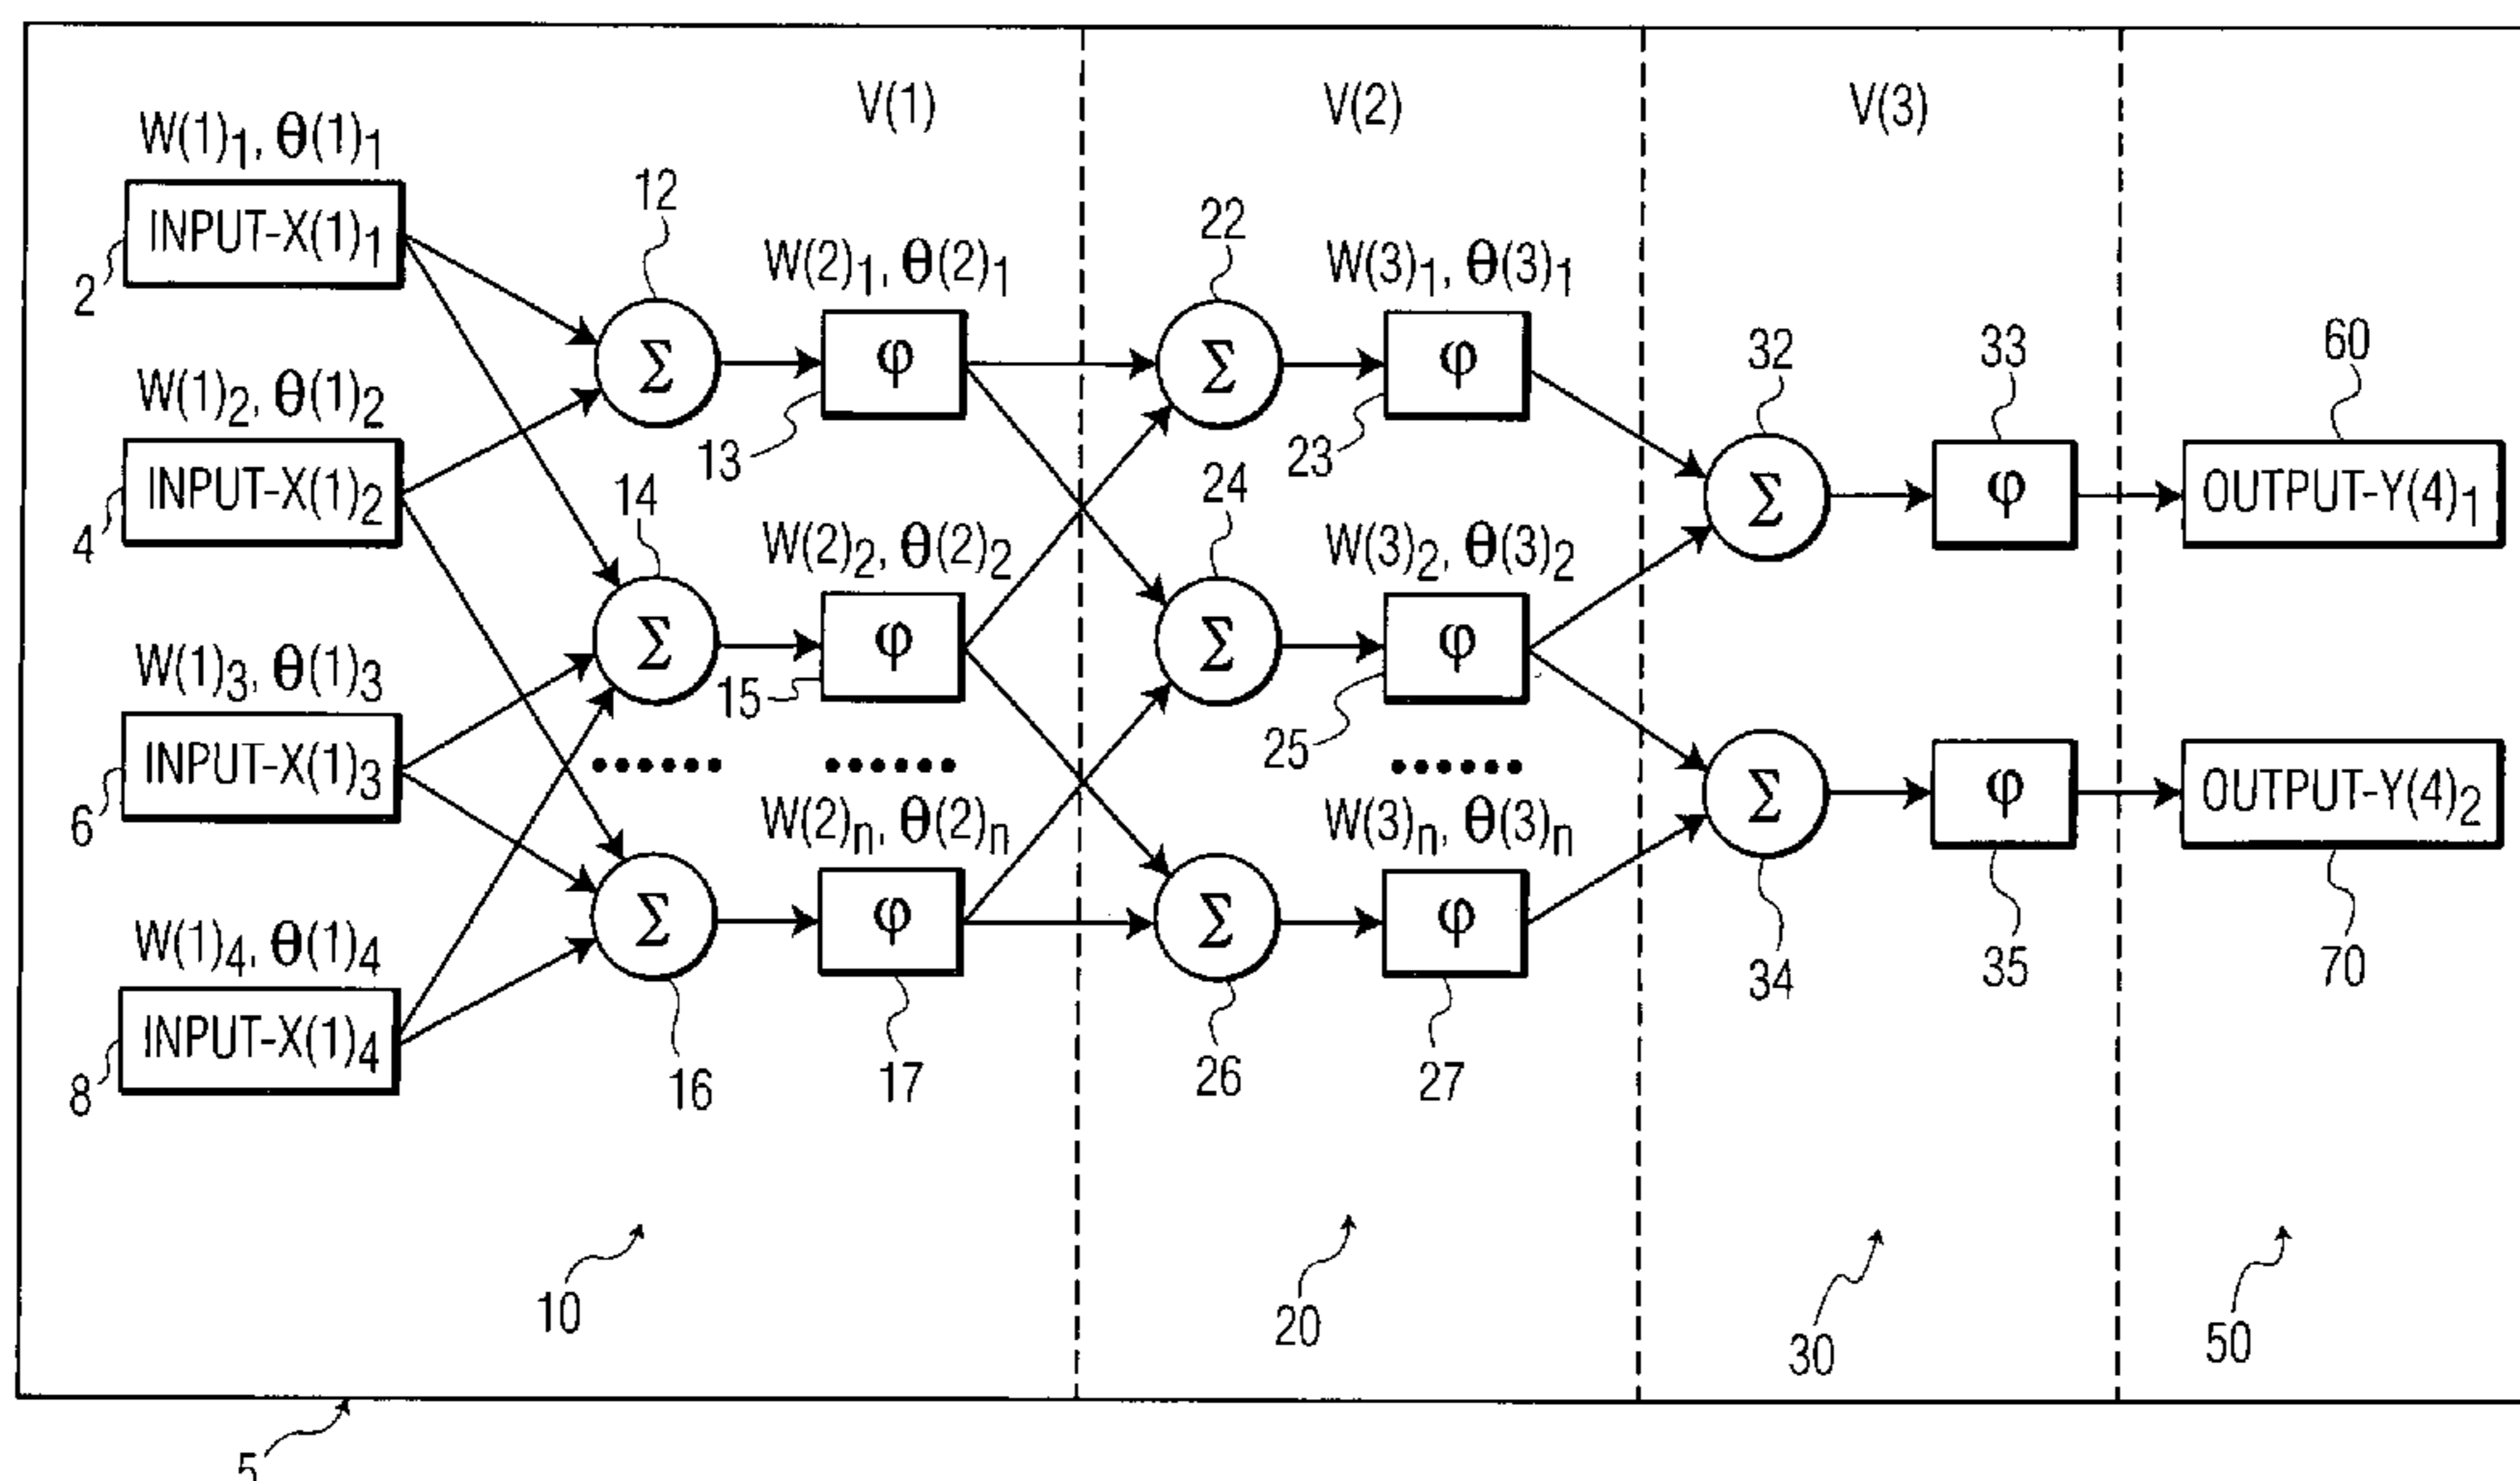 V(1)
V(2)
V(3)
W(1)₁, θ(1)₁
INPUT-X(1)₁
2
W(1)₂, θ(1)₂
INPUT-X(1)₂
4
W(1)₃, θ(1)₃
INPUT-X(1)₃
6
W(1)₄, θ(1)₄
INPUT-X(1)₄
8
12
Σ
14
Σ
Σ
16
W(2)₁, θ(2)₁
φ
13
W(2)₂, θ(2)₂
φ
15
W(2)ₙ, θ(2)ₙ
φ
17
22
Σ
24
Σ
Σ
26
W(3)₁, θ(3)₁
φ
23
W(3)₂, θ(3)₂
φ
25
W(3)ₙ, θ(3)ₙ
φ
27
32
Σ
Σ
34
33
φ
φ
35
60
OUTPUT-Y(4)₁
OUTPUT-Y(4)₂
70
10
20
30
50
5